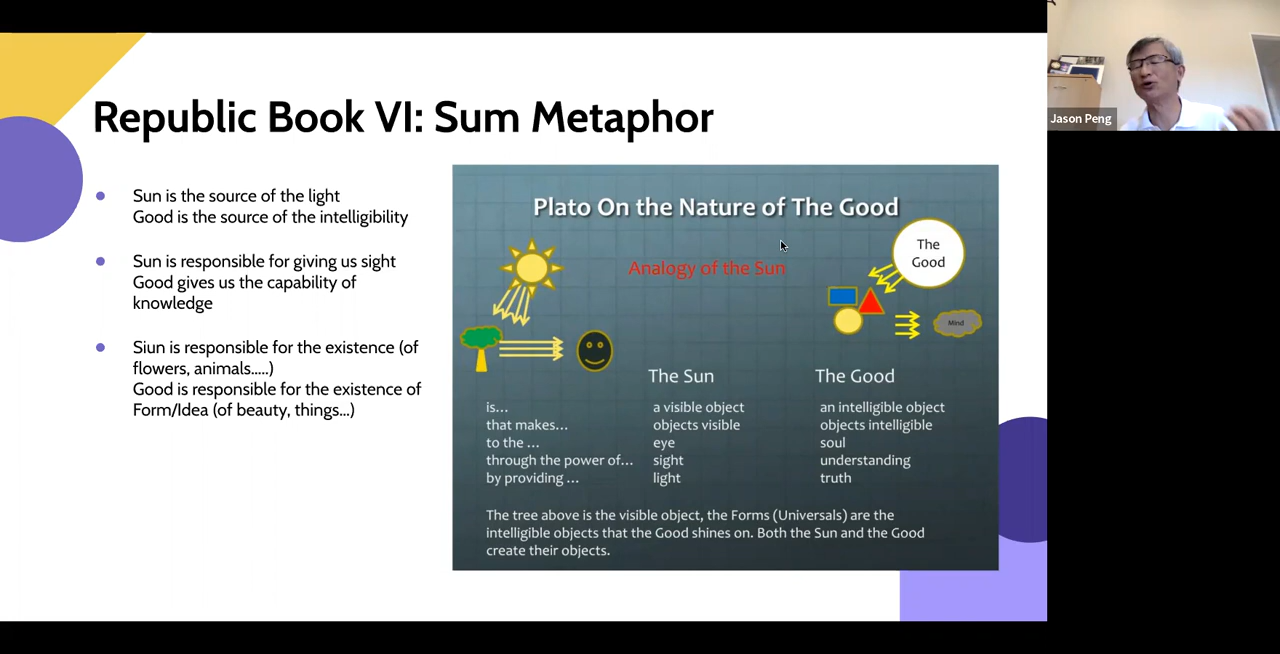 Republic Book VI: Sum Metaphor
Sun is the source of the light
Good is the source of the intelligibility
Sun is responsible for giving us sight
Good gives us the capability of
knowledge
Siun is responsible for the existence (of
flowers, animals.....)
Good is responsible for the existence of
Form/Idea (of beauty, things...)
Plato On the Nature of The Good
Analogy of the Sun
The
Good
Mind
The Sun
The Good
is... a visible object an intelligible object
that makes... objects visible objects intelligible
to the ... eye soul
through the power of... sight understanding
by providing ... light truth
The tree above is the visible object, the Forms (Universals) are the
intelligible objects that the Good shines on. Both the Sun and the Good
create their objects.
Jason Peng